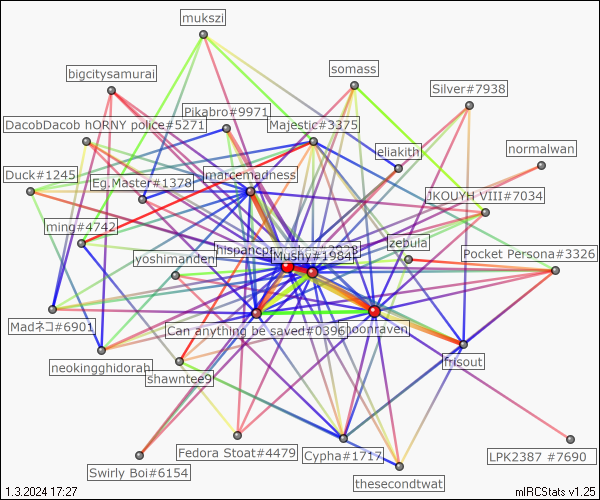 mukszi
bigcitysamurai
somass
Silver#7938
Pikabro#9971
DacobDacob hORNY police#5271
Majestic#3375
eliakith
normalwan
Duck#1245
Eg.Master#1378
marcemadness
JKOUYH VIII#7034
ming#4742
zebula
Mushy#1984
yoshimanden
Pocket Persona#3326
Madネコ#6901
Can anything be saved#0396
moonraven
neokingghidorah
shawntee9
frisout
Fedora Stoat#4479
Cypha#1717
LPK2387 #7690
Swirly Boi#6154
thesecondtwat
1.3.2024 17:27
mIRCStats v1.25